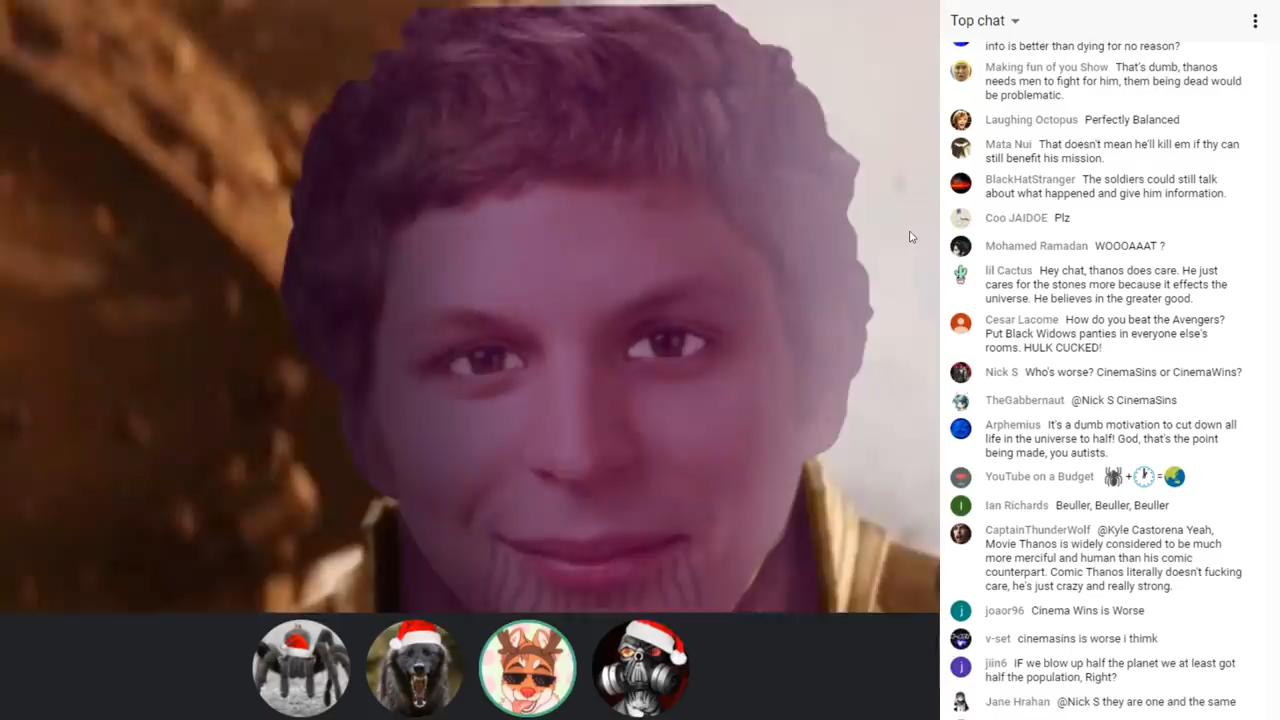 Top chat
info is better than dying for no reason?
Making fun of you Show That's dumb, thanos
needs men to fight for him, them being dead would
be problematic.
Laughing Octopus Perfectly Balanced
Mata Nui That doesn't mean he'll kill em if thy can
still benefit his mission.
BlackHatStranger The soldiers could still talk
about what happened and give him information.
Coo JAIDOE Plz
Mohamed Ramadan WOOOAAAT ?
lil Cactus Hey chat, thanos does care. He just
cares for the stones more because it effects the
universe. He believes in the greater good.
Cesar Lacome How do you beat the Avengers?
Put Black Widows panties in everyone else's
rooms. HULK CUCKED!
Nick S Who's worse? CinemaSins or CinemaWins?
TheGabbernaut @Nick S CinemaSins
Arphemius It's a dumb motivation to cut down all
life in the universe to half! God, that's the point
being made, you autists.
YouTube on a Budget 🕷+🕐=🌏
Ian Richards Beuller, Beuller, Beuller
CaptainThunderWolf @Kyle Castorena Yeah,
Movie Thanos is widely considered to be much
more merciful and human than his comic
counterpart. Comic Thanos literally doesn't fucking
care, he's just crazy and really strong.
joaor96 Cinema Wins is Worse
v-set cinemasins is worse i thimk
jiin6 IF we blow up half the planet we at least got
half the population, Right?
Jane Hrahan @Nick S they are one and the same